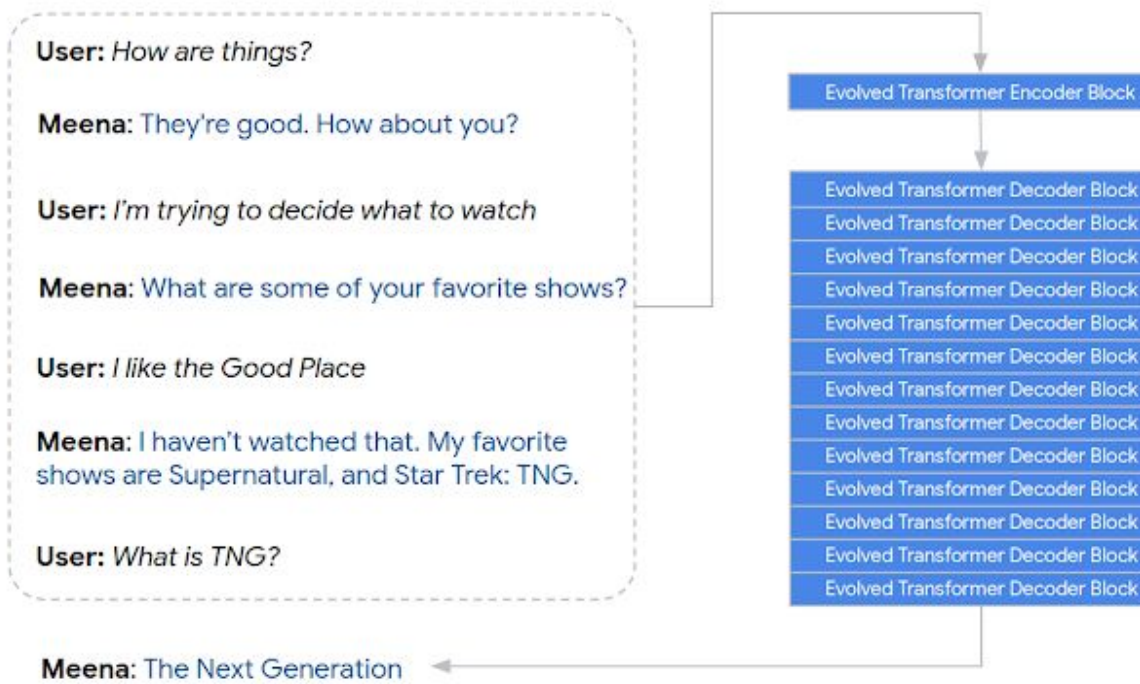 User: How are things?
Meena: They're good. How about you?
User: I'm trying to decide what to watch
Meena: What are some of your favorite shows?
User: I like the Good Place
Meena: I haven't watched that. My favorite
shows are Supernatural, and Star Trek: TNG.
User: What is TNG?
Meena: The Next Generation
Evolved Transformer Encoder Block
Evolved Transformer Decoder Block
Evolved Transformer Decoder Block
Evolved Transformer Decoder Block
Evolved Transformer Decoder Block
Evolved Transformer Decoder Block
Evolved Transformer Decoder Block
Evolved Transformer Decoder Block
Evolved Transformer Decoder Block
Evolved Transformer Decoder Block
Evolved Transformer Decoder Block
Evolved Transformer Decoder Block
Evolved Transformer Decoder Block
Evolved Transformer Decoder Block